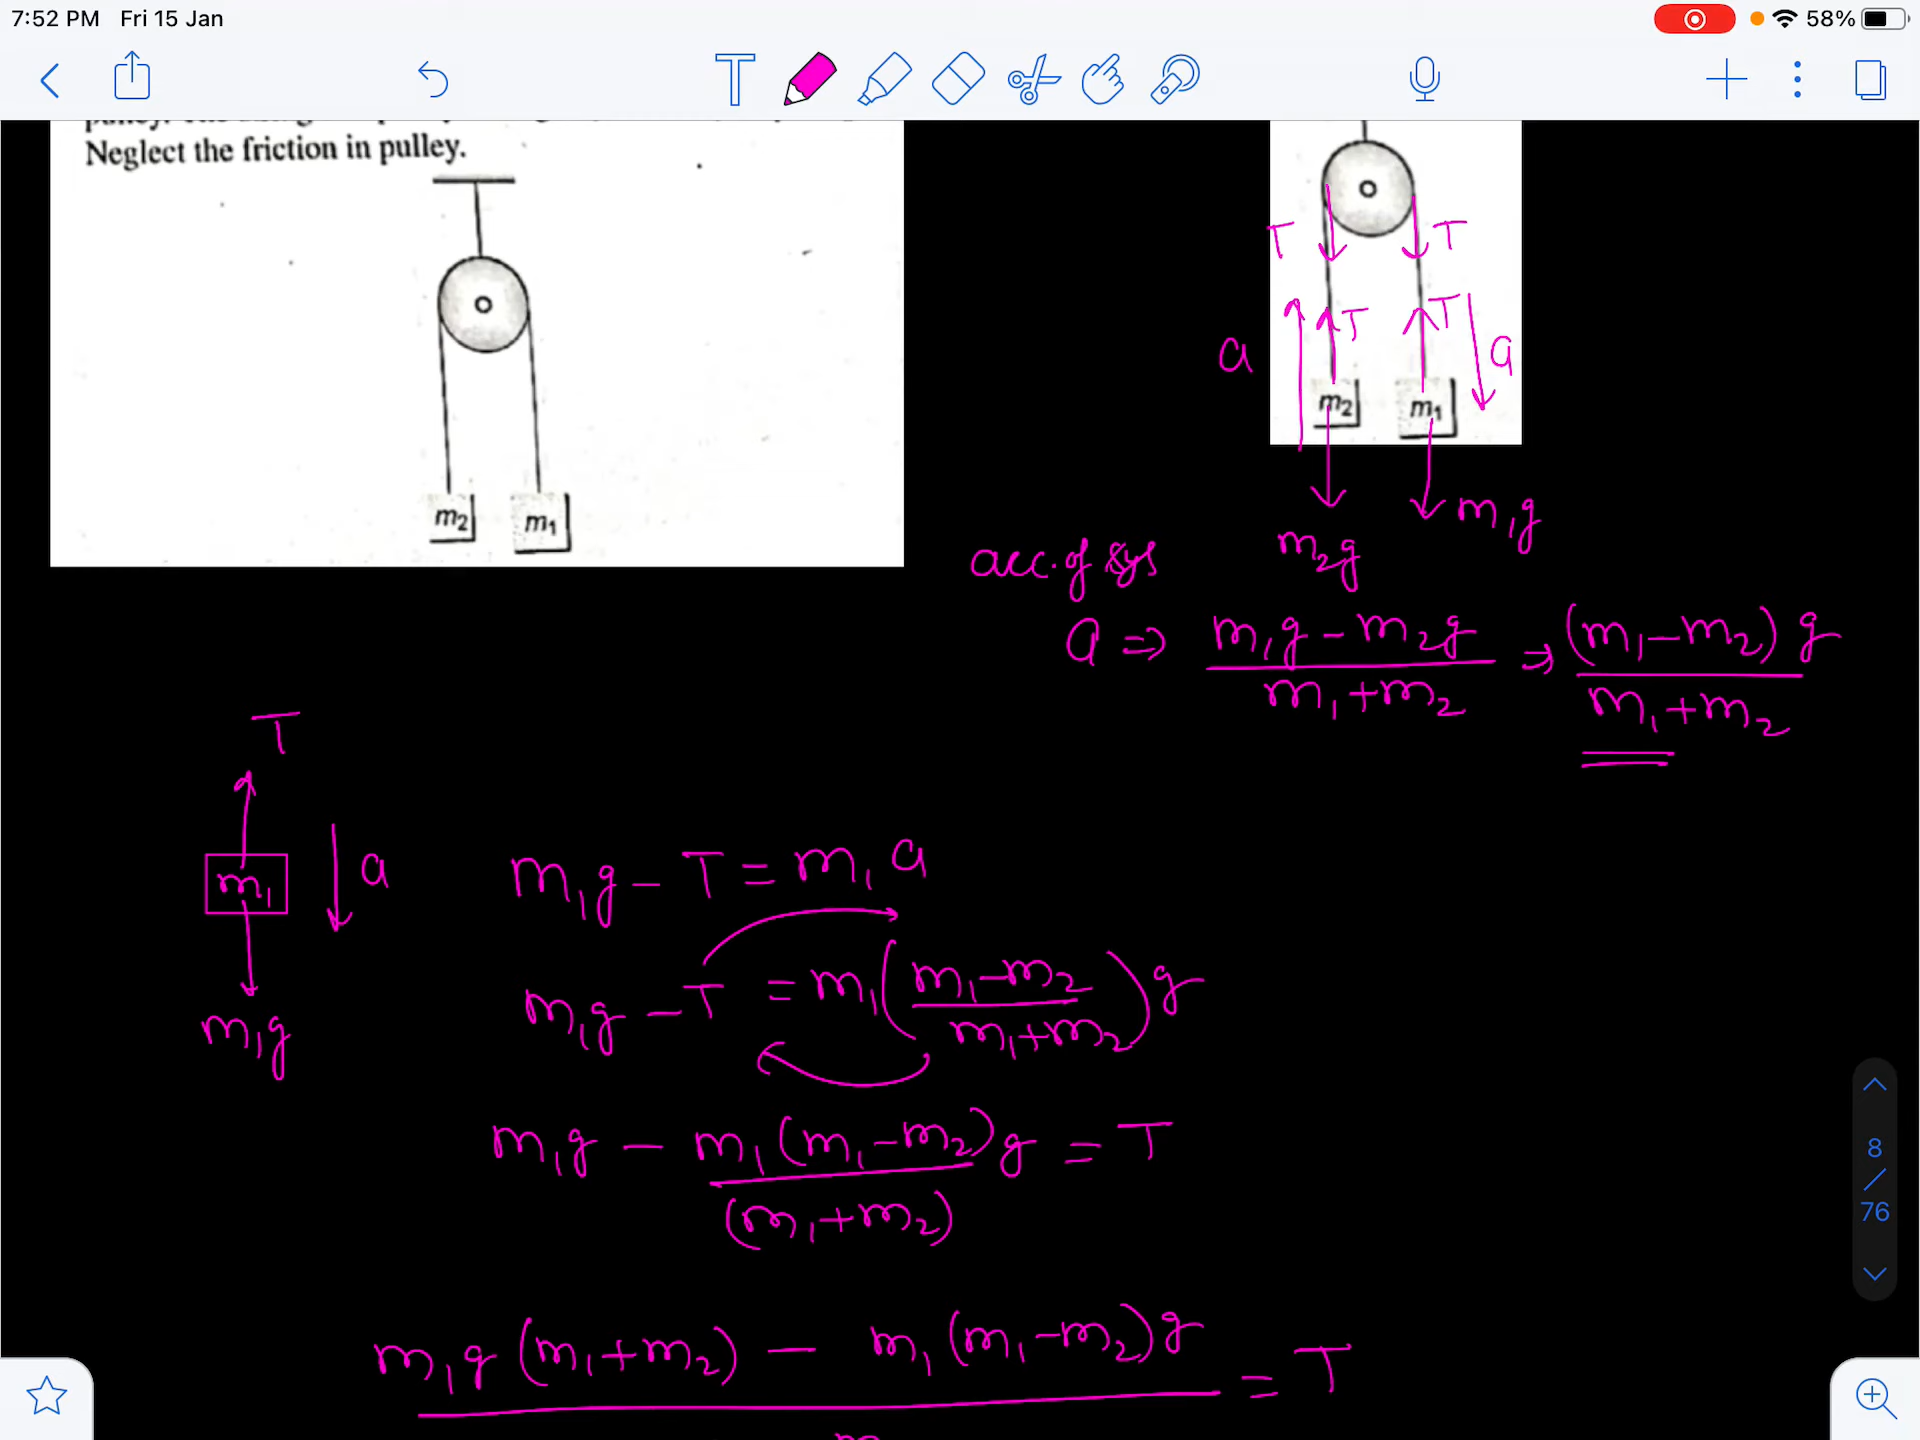 7:52 PM Fri 15 Jan
58%
Neglect the friction in pulley.
m2 m1
T T
T T
a a
m2 m1
m1g
m2g
acc. of sys
a => m1g - m2g / m1 + m2 => (m1 - m2) g / m1 + m2
T
m1
a
m1g
m1g - T = m1 a
m1g - T = m1 (m1 - m2 / m1 + m2) g
m1g - m1 (m1 - m2) g / (m1 + m2) = T
m1g (m1 + m2) - m1 (m1 - m2) g = T
8
/
76